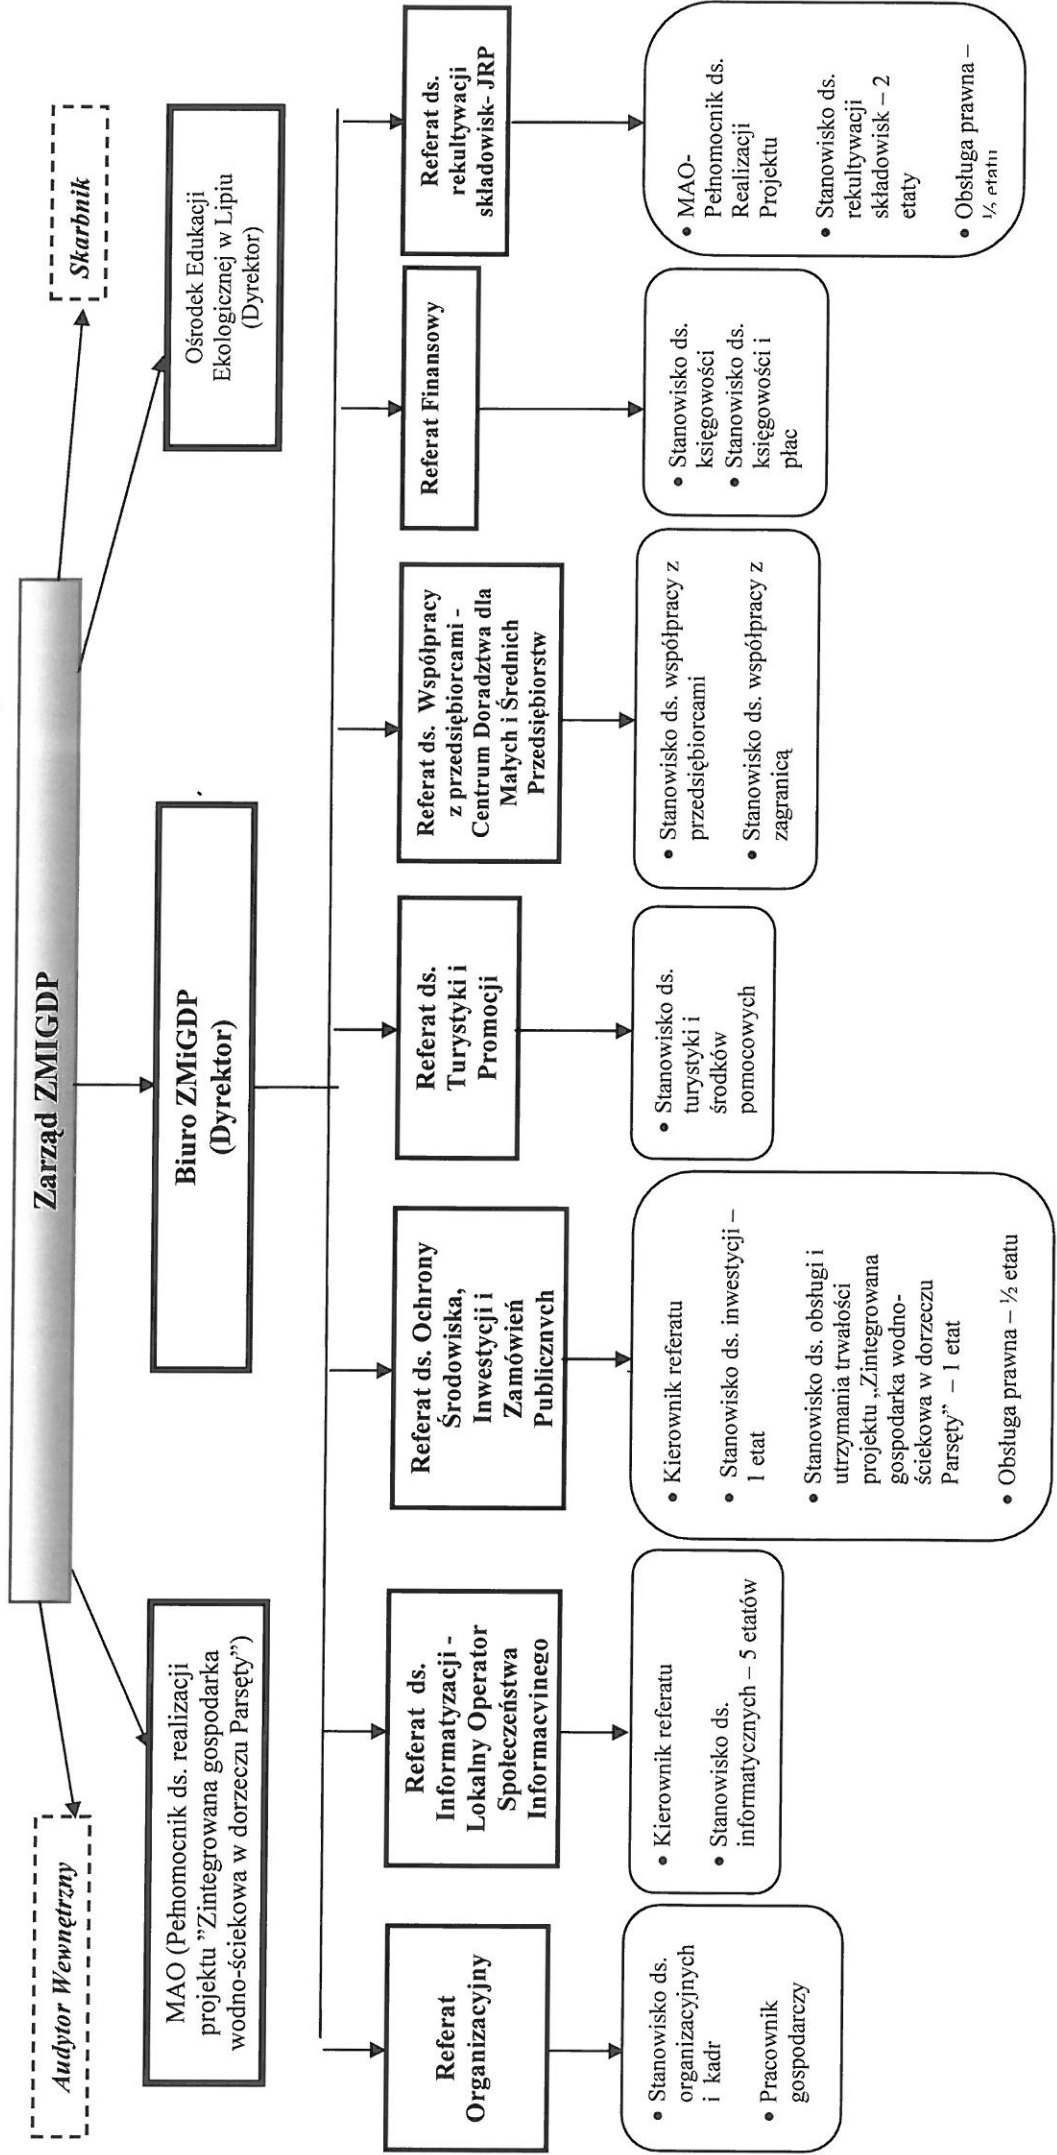 Zarząd ZMIGDP
Audytor Wewnętrzny
Skarbnik
MAO (Pełnomocnik ds. realizacji
projektu ”Zintegrowana gospodarka
wodno-ściekowa w dorzeczu Parsęty”)
Biuro ZMiGDP
(Dyrektor)
Ośrodek Edukacji
Ekologicznej w Lipiu
(Dyrektor)
Referat
Organizacyjny
Referat ds.
Informatyzacji -
Lokalny Operator
Społeczeństwa
Informacyjnego
Referat ds. Ochrony
Środowiska,
Inwestycji i
Zamówień
Publicznych
Referat ds.
Turystyki i
Promocji
Referat ds. Współpracy
z przedsiębiorcami -
Centrum Doradztwa dla
Małych i Średnich
Przedsiębiorstw
Referat Finansowy
Referat ds.
rekultywacji
składowisk- JRP
• Stanowisko ds.
organizacyjnych
i kadr
• Pracownik
gospodarczy
• Kierownik referatu
• Stanowisko ds.
informatycznych – 5 etatów
• Kierownik referatu
• Stanowisko ds. inwestycji –
1 etat
• Stanowisko ds. obsługi i
utrzymania trwałości
projektu „Zintegrowana
gospodarka wodno-
ściekowa w dorzeczu
Parsęty” – 1 etat
• Obsługa prawna – ½ etatu
• Stanowisko ds.
turystyki i
środków
pomocowych
• Stanowisko ds. współpracy z
przedsiębiorcami
• Stanowisko ds. współpracy z
zagranicą
• Stanowisko ds.
księgowości
• Stanowisko ds.
księgowości i
płac
• MAO-
Pełnomocnik ds.
Realizacji
Projektu
• Stanowisko ds.
rekultywacji
składowisk – 2
etaty
• Obsługa prawna –
½ etatu